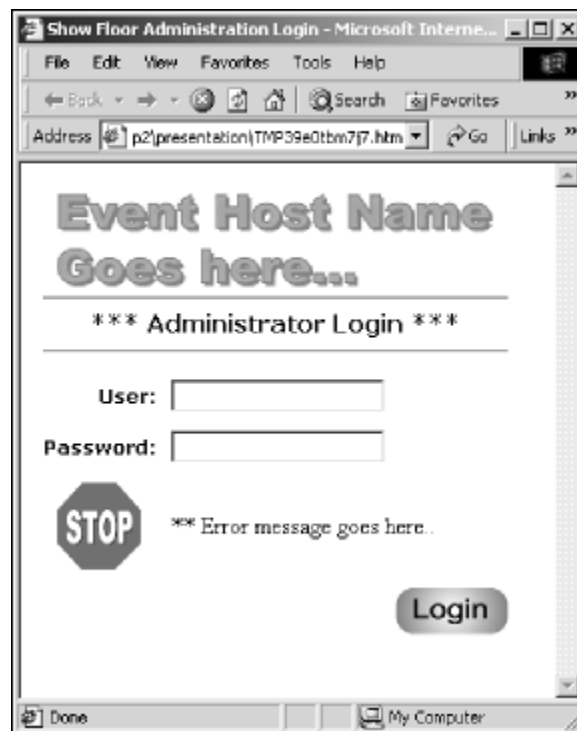 Show Floor Administration Login - Microsoft Interne...
File Edit View Favorites Tools Help
Back Search Favorites »
Address p2\presentation\TMP39e0tbm7j7.htm Go Links »
Event Host Name
Goes here...
*** Administrator Login ***
User:
Password:
STOP
** Error message goes here..
Login
Done My Computer